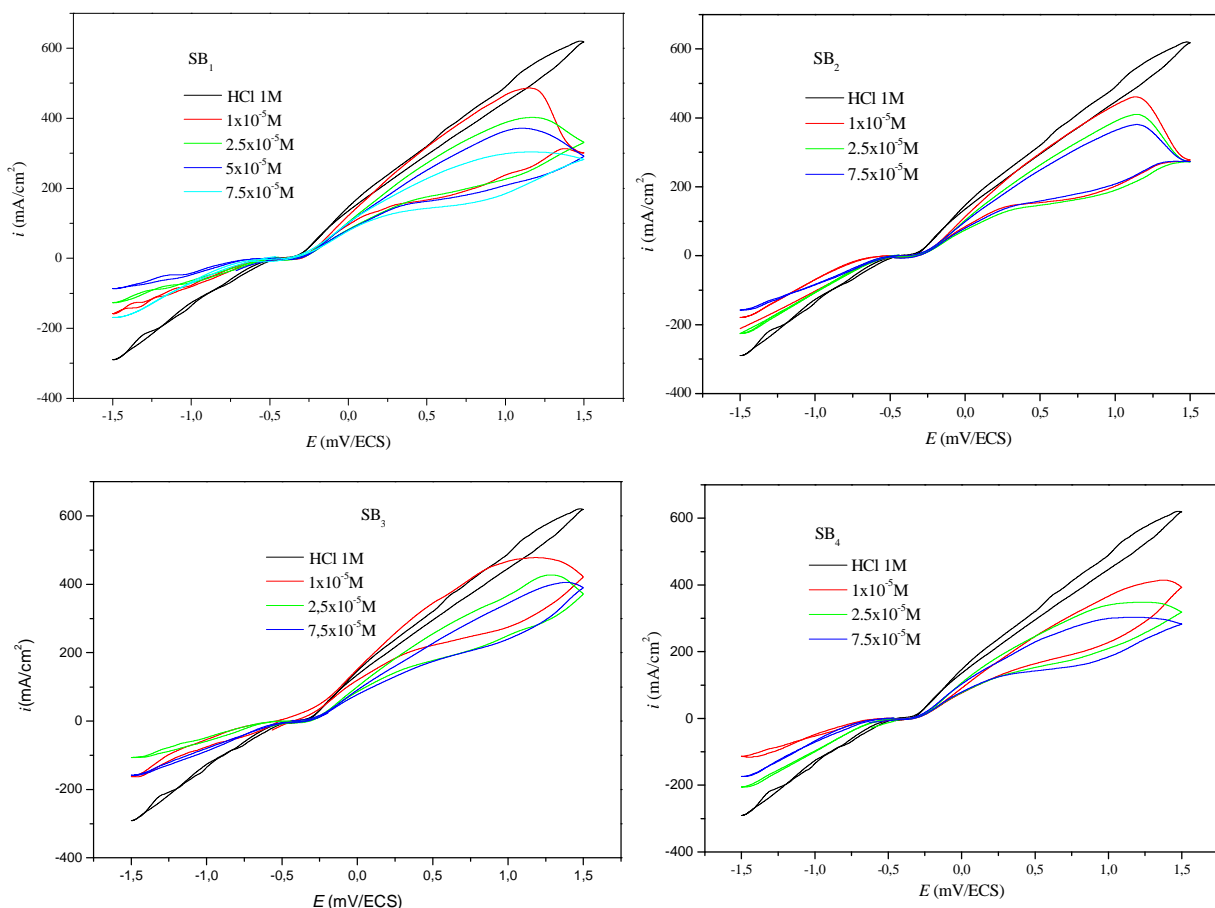 SB₁
HCl 1M
1x10⁻⁵M
2.5x10⁻⁵M
5x10⁻⁵M
7.5x10⁻⁵M
600
400
200
0
-200
-400
i (mA/cm²)
-1,5 -1,0 -0,5 0,0 0,5 1,0 1,5
E (mV/ECS)
SB₂
HCl 1M
1x10⁻⁵M
2.5x10⁻⁵M
7.5x10⁻⁵M
600
400
200
0
-200
-400
i (mA/cm²)
-1,5 -1,0 -0,5 0,0 0,5 1,0 1,5
E (mV/ECS)
SB₃
HCl 1M
1x10⁻⁵M
2,5x10⁻⁵M
7,5x10⁻⁵M
600
400
200
0
-200
-400
i(mA/cm²)
-1,5 -1,0 -0,5 0,0 0,5 1,0 1,5
E (mV/ECS)
SB₄
HCl 1M
1x10⁻⁵M
2.5x10⁻⁵M
7.5x10⁻⁵M
600
400
200
0
-200
-400
i (mA/cm²)
-1,5 -1,0 -0,5 0,0 0,5 1,0 1,5
E (mV/ECS)